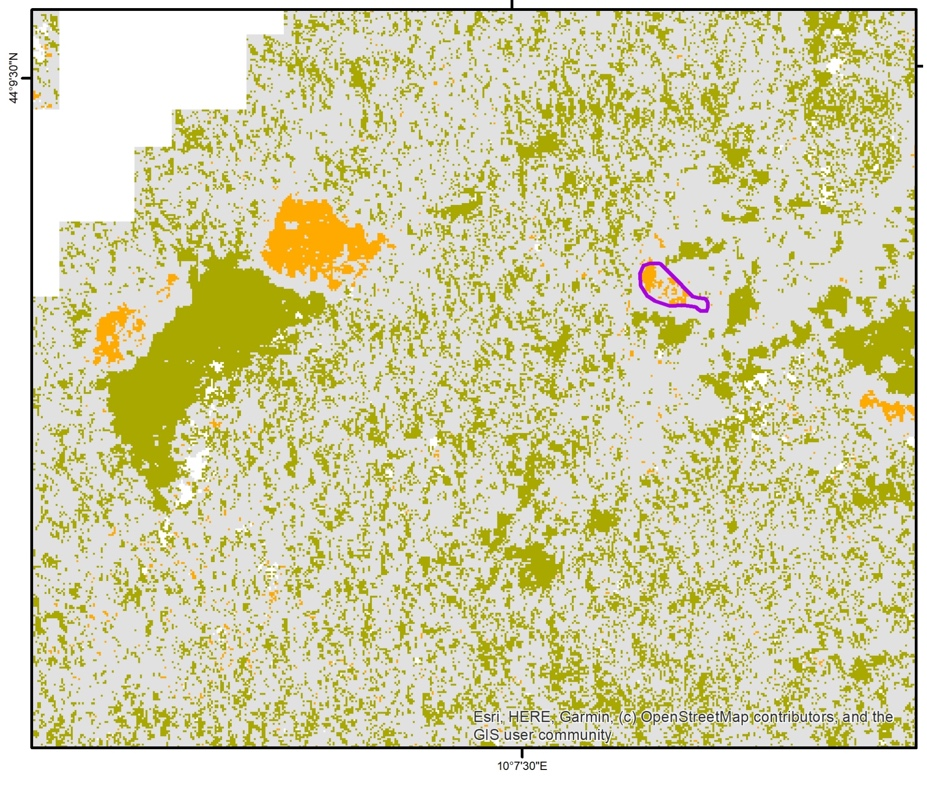 44°9'30"N
Esri, HERE, Garmin, (c) OpenStreetMap contributors, and the
GIS user community
10°7'30"E